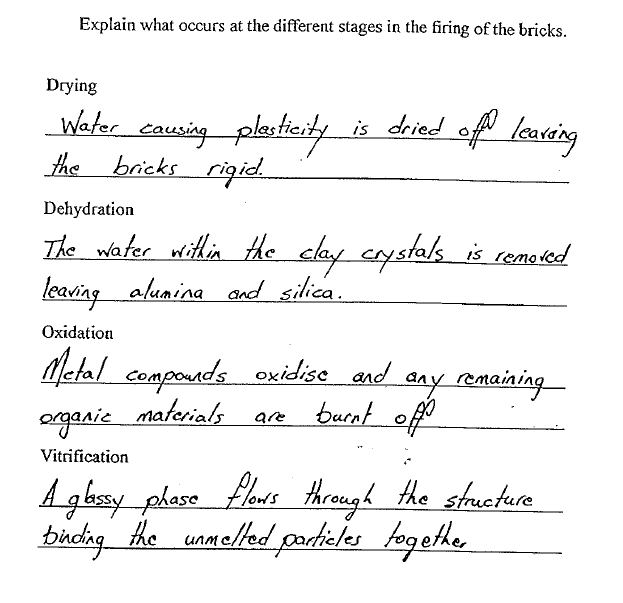 Explain what occurs at the different stages in the firing of the bricks.
Drying
Water causing plasticity is dried off leaving
the bricks rigid.
Dehydration
The water within the clay crystals is removed
leaving alumina and silica.
Oxidation
Metal compounds oxidise and any remaining
organic materials are burnt off
Vitrification
A glassy phase flows through the structure
binding the unmelted particles together